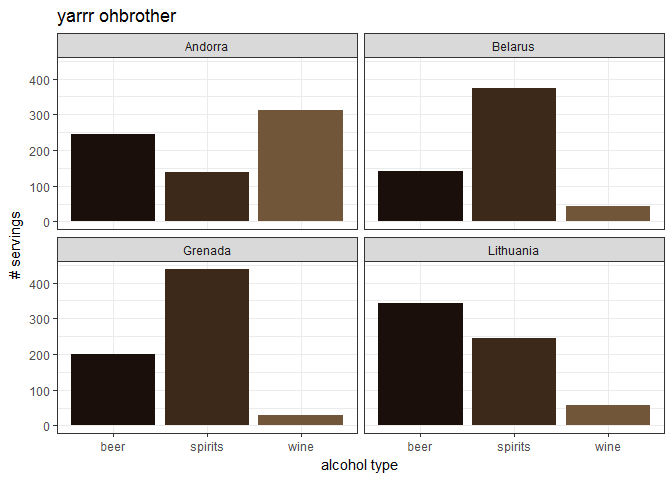 yarrr ohbrother
Andorra
Belarus
400
300
200
100
0
Grenada
Lithuania
400
300
200
100
0
# servings
beer
spirits
wine
beer
spirits
wine
alcohol type